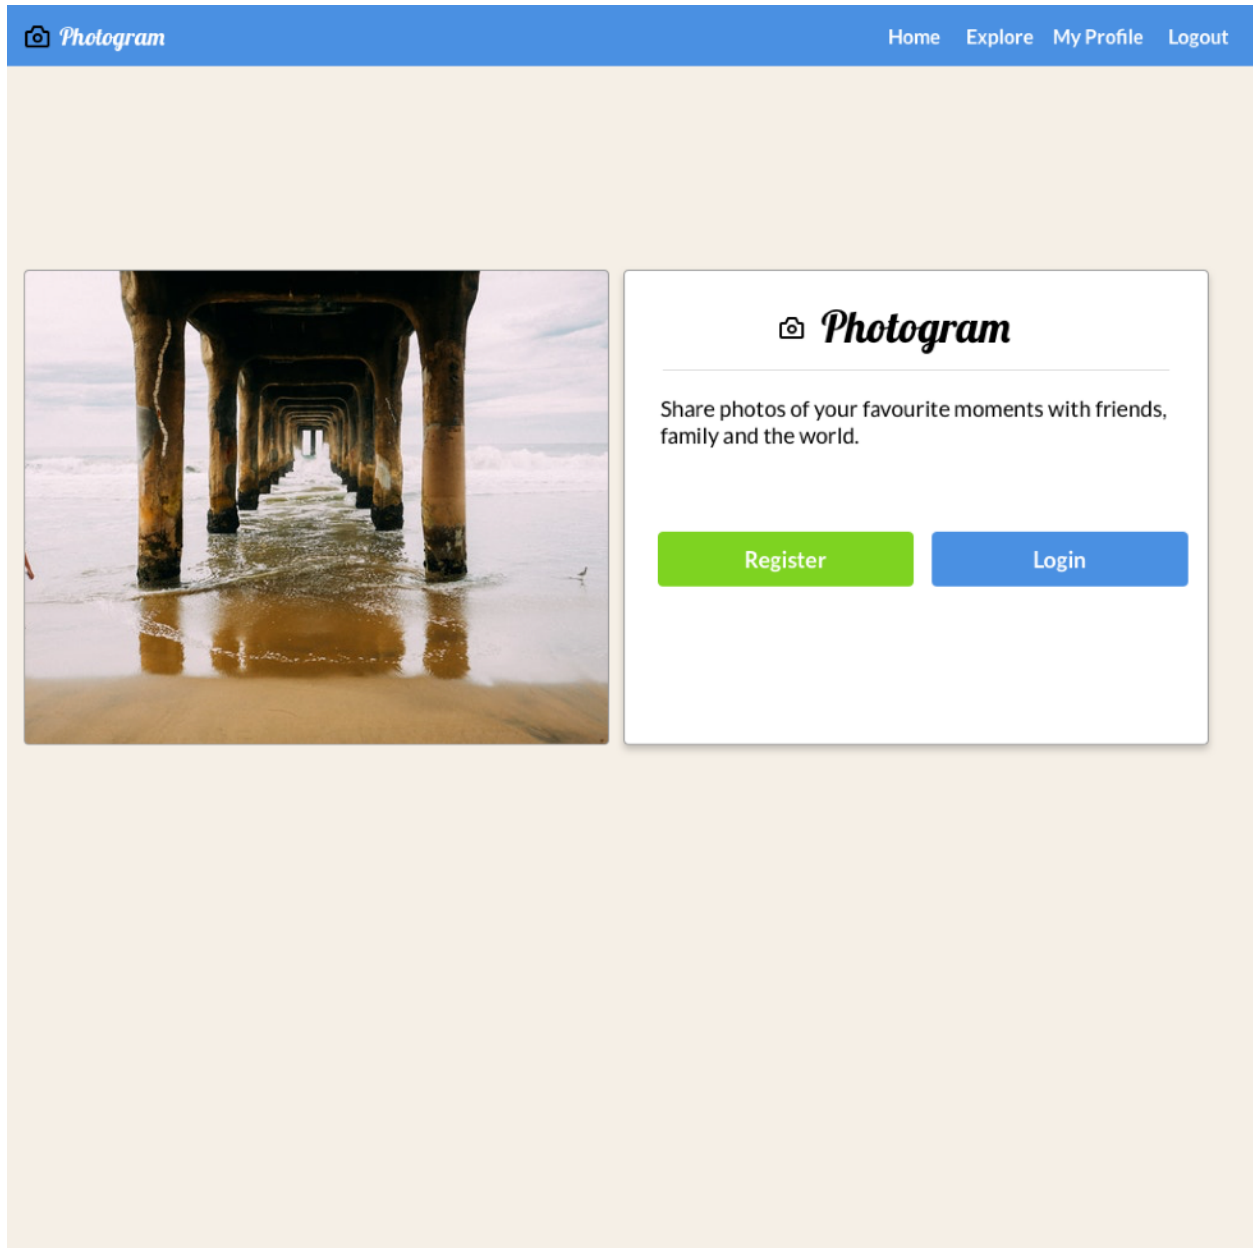 Photogram
Home Explore My Profile Logout
Photogram
Share photos of your favourite moments with friends,
family and the world.
Register Login